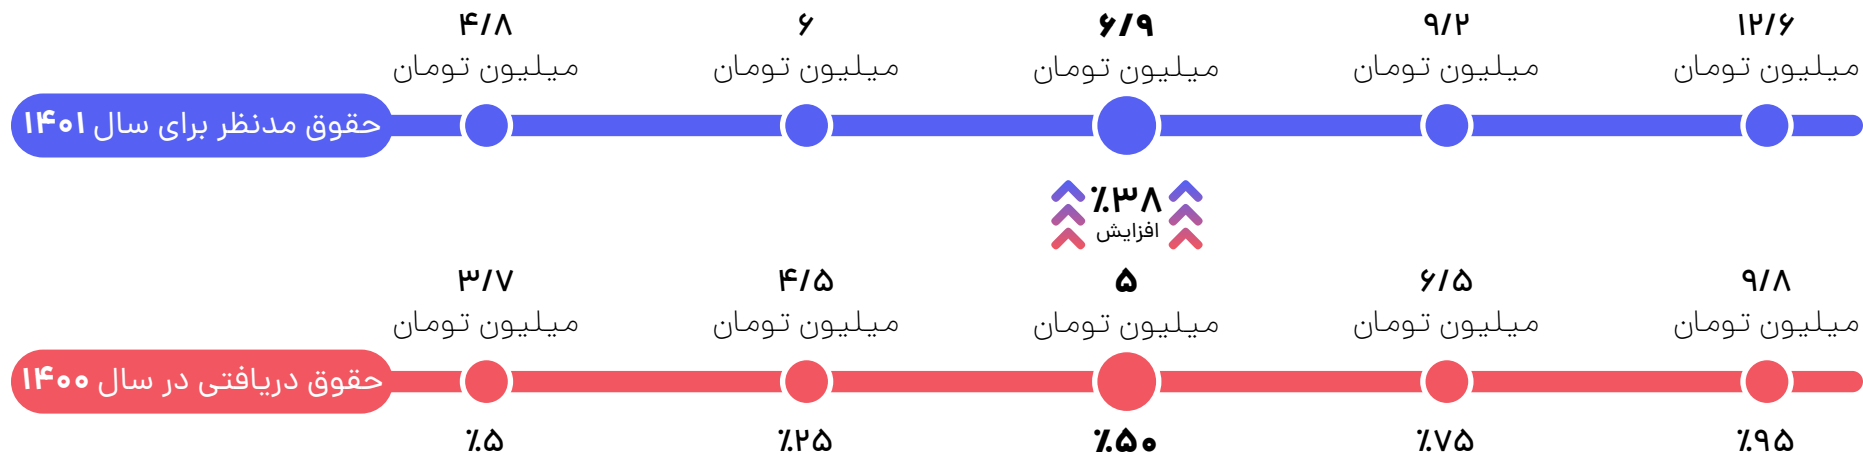 ۴/۸ ۶ ۶/۹ ۹/۲ ۱۲/۶
میلیون تومان میلیون تومان میلیون تومان میلیون تومان میلیون تومان
حقوق مدنظر برای سال ۱۴۰۱
٪۳۸
افزایش
۳/۷ ۴/۵ ۵ ۶/۵ ۹/۸
میلیون تومان میلیون تومان میلیون تومان میلیون تومان میلیون تومان
حقوق دریافتی در سال ۱۴۰۰
٪۵ ٪۲۵ ٪۵۰ ٪۷۵ ٪۹۵